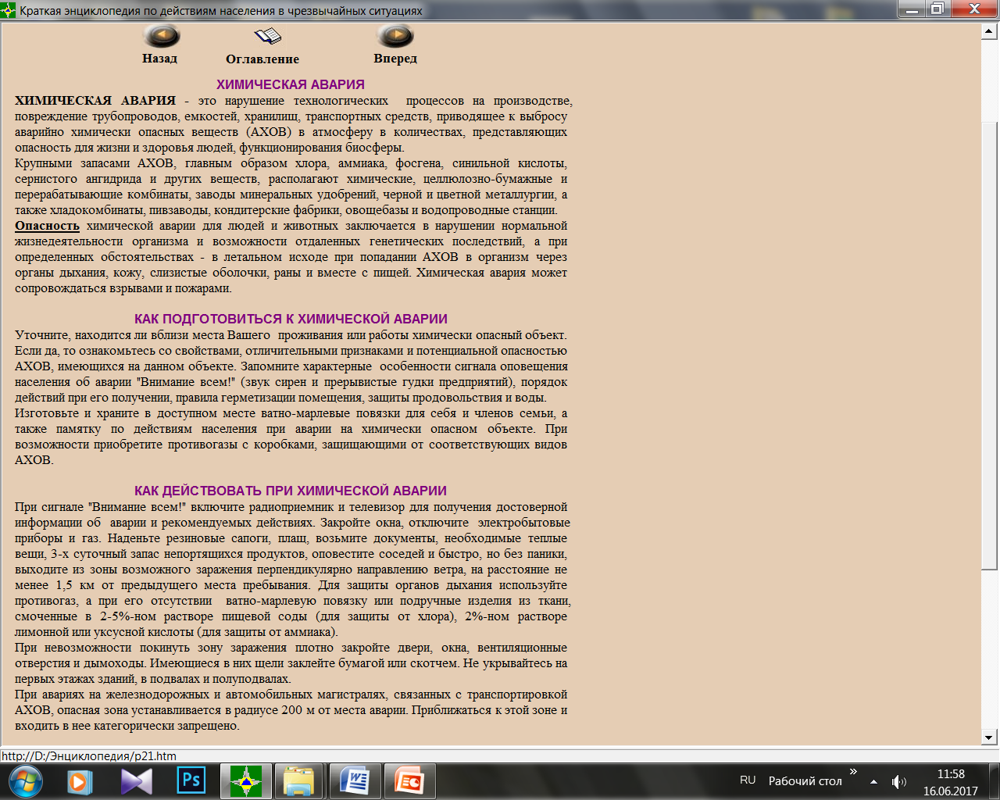 Краткая энциклопедия по действиям населения в чрезвычайных ситуациях
Назад
Оглавление
Вперед
ХИМИЧЕСКАЯ АВАРИЯ
ХИМИЧЕСКАЯ АВАРИЯ - это нарушение технологических процессов на производстве,
повреждение трубопроводов, емкостей, хранилищ, транспортных средств, приводящее к выбросу
аварийно химически опасных веществ (АХОВ) в атмосферу в количествах, представляющих
опасность для жизни и здоровья людей, функционирования биосферы.
Крупными запасами АХОВ, главным образом хлора, аммиака, фосгена, синильной кислоты,
сернистого ангидрида и других веществ, располагают химические, целлюлозно-бумажные и
перерабатывающие комбинаты, заводы минеральных удобрений, черной и цветной металлургии, а
также хладокомбинаты, пивзаводы, кондитерские фабрики, овощебазы и водопроводные станции.
Опасность химической аварии для людей и животных заключается в нарушении нормальной
жизнедеятельности организма и возможности отдаленных генетических последствий, а при
определенных обстоятельствах - в летальном исходе при попадании АХОВ в организм через
органы дыхания, кожу, слизистые оболочки, раны и вместе с пищей. Химическая авария может
сопровождаться взрывами и пожарами.
КАК ПОДГОТОВИТЬСЯ К ХИМИЧЕСКОЙ АВАРИИ
Уточните, находится ли вблизи места Вашего проживания или работы химически опасный объект.
Если да, то ознакомьтесь со свойствами, отличительными признаками и потенциальной опасностью
АХОВ, имеющихся на данном объекте. Запомните характерные особенности сигнала оповещения
населения об аварии "Внимание всем!" (звук сирен и прерывистые гудки предприятий), порядок
действий при его получении, правила герметизации помещения, защиты продовольствия и воды.
Изготовьте и храните в доступном месте ватно-марлевые повязки для себя и членов семьи, а
также памятку по действиям населения при аварии на химически опасном объекте. При
возможности приобретите противогазы с коробками, защищающими от соответствующих видов
АХОВ.
КАК ДЕЙСТВОВАТЬ ПРИ ХИМИЧЕСКОЙ АВАРИИ
При сигнале "Внимание всем!" включите радиоприемник и телевизор для получения достоверной
информации об аварии и рекомендуемых действиях. Закройте окна, отключите электробытовые
приборы и газ. Наденьте резиновые сапоги, плащ, возьмите документы, необходимые теплые
вещи, 3-х суточный запас непортящихся продуктов, оповестите соседей и быстро, но без паники,
выходите из зоны возможного заражения перпендикулярно направлению ветра, на расстояние не
менее 1,5 км от предыдущего места пребывания. Для защиты органов дыхания используйте
противогаз, а при его отсутствии ватно-марлевую повязку или подручные изделия из ткани,
смоченные в 2-5%-ном растворе пищевой соды (для защиты от хлора), 2%-ном растворе
лимонной или уксусной кислоты (для защиты от аммиака).
При невозможности покинуть зону заражения плотно закройте двери, окна, вентиляционные
отверстия и дымоходы. Имеющиеся в них щели заклейте бумагой или скотчем. Не укрывайтесь на
первых этажах зданий, в подвалах и полуподвалах.
При авариях на железнодорожных и автомобильных магистралях, связанных с транспортировкой
АХОВ, опасная зона устанавливается в радиусе 200 м от места аварии. Приближаться к этой зоне и
входить в нее категорически запрещено.
http://D:/Энциклопедия/p21.htm
Ps
RU
Рабочий стол
11:58
16.06.2017